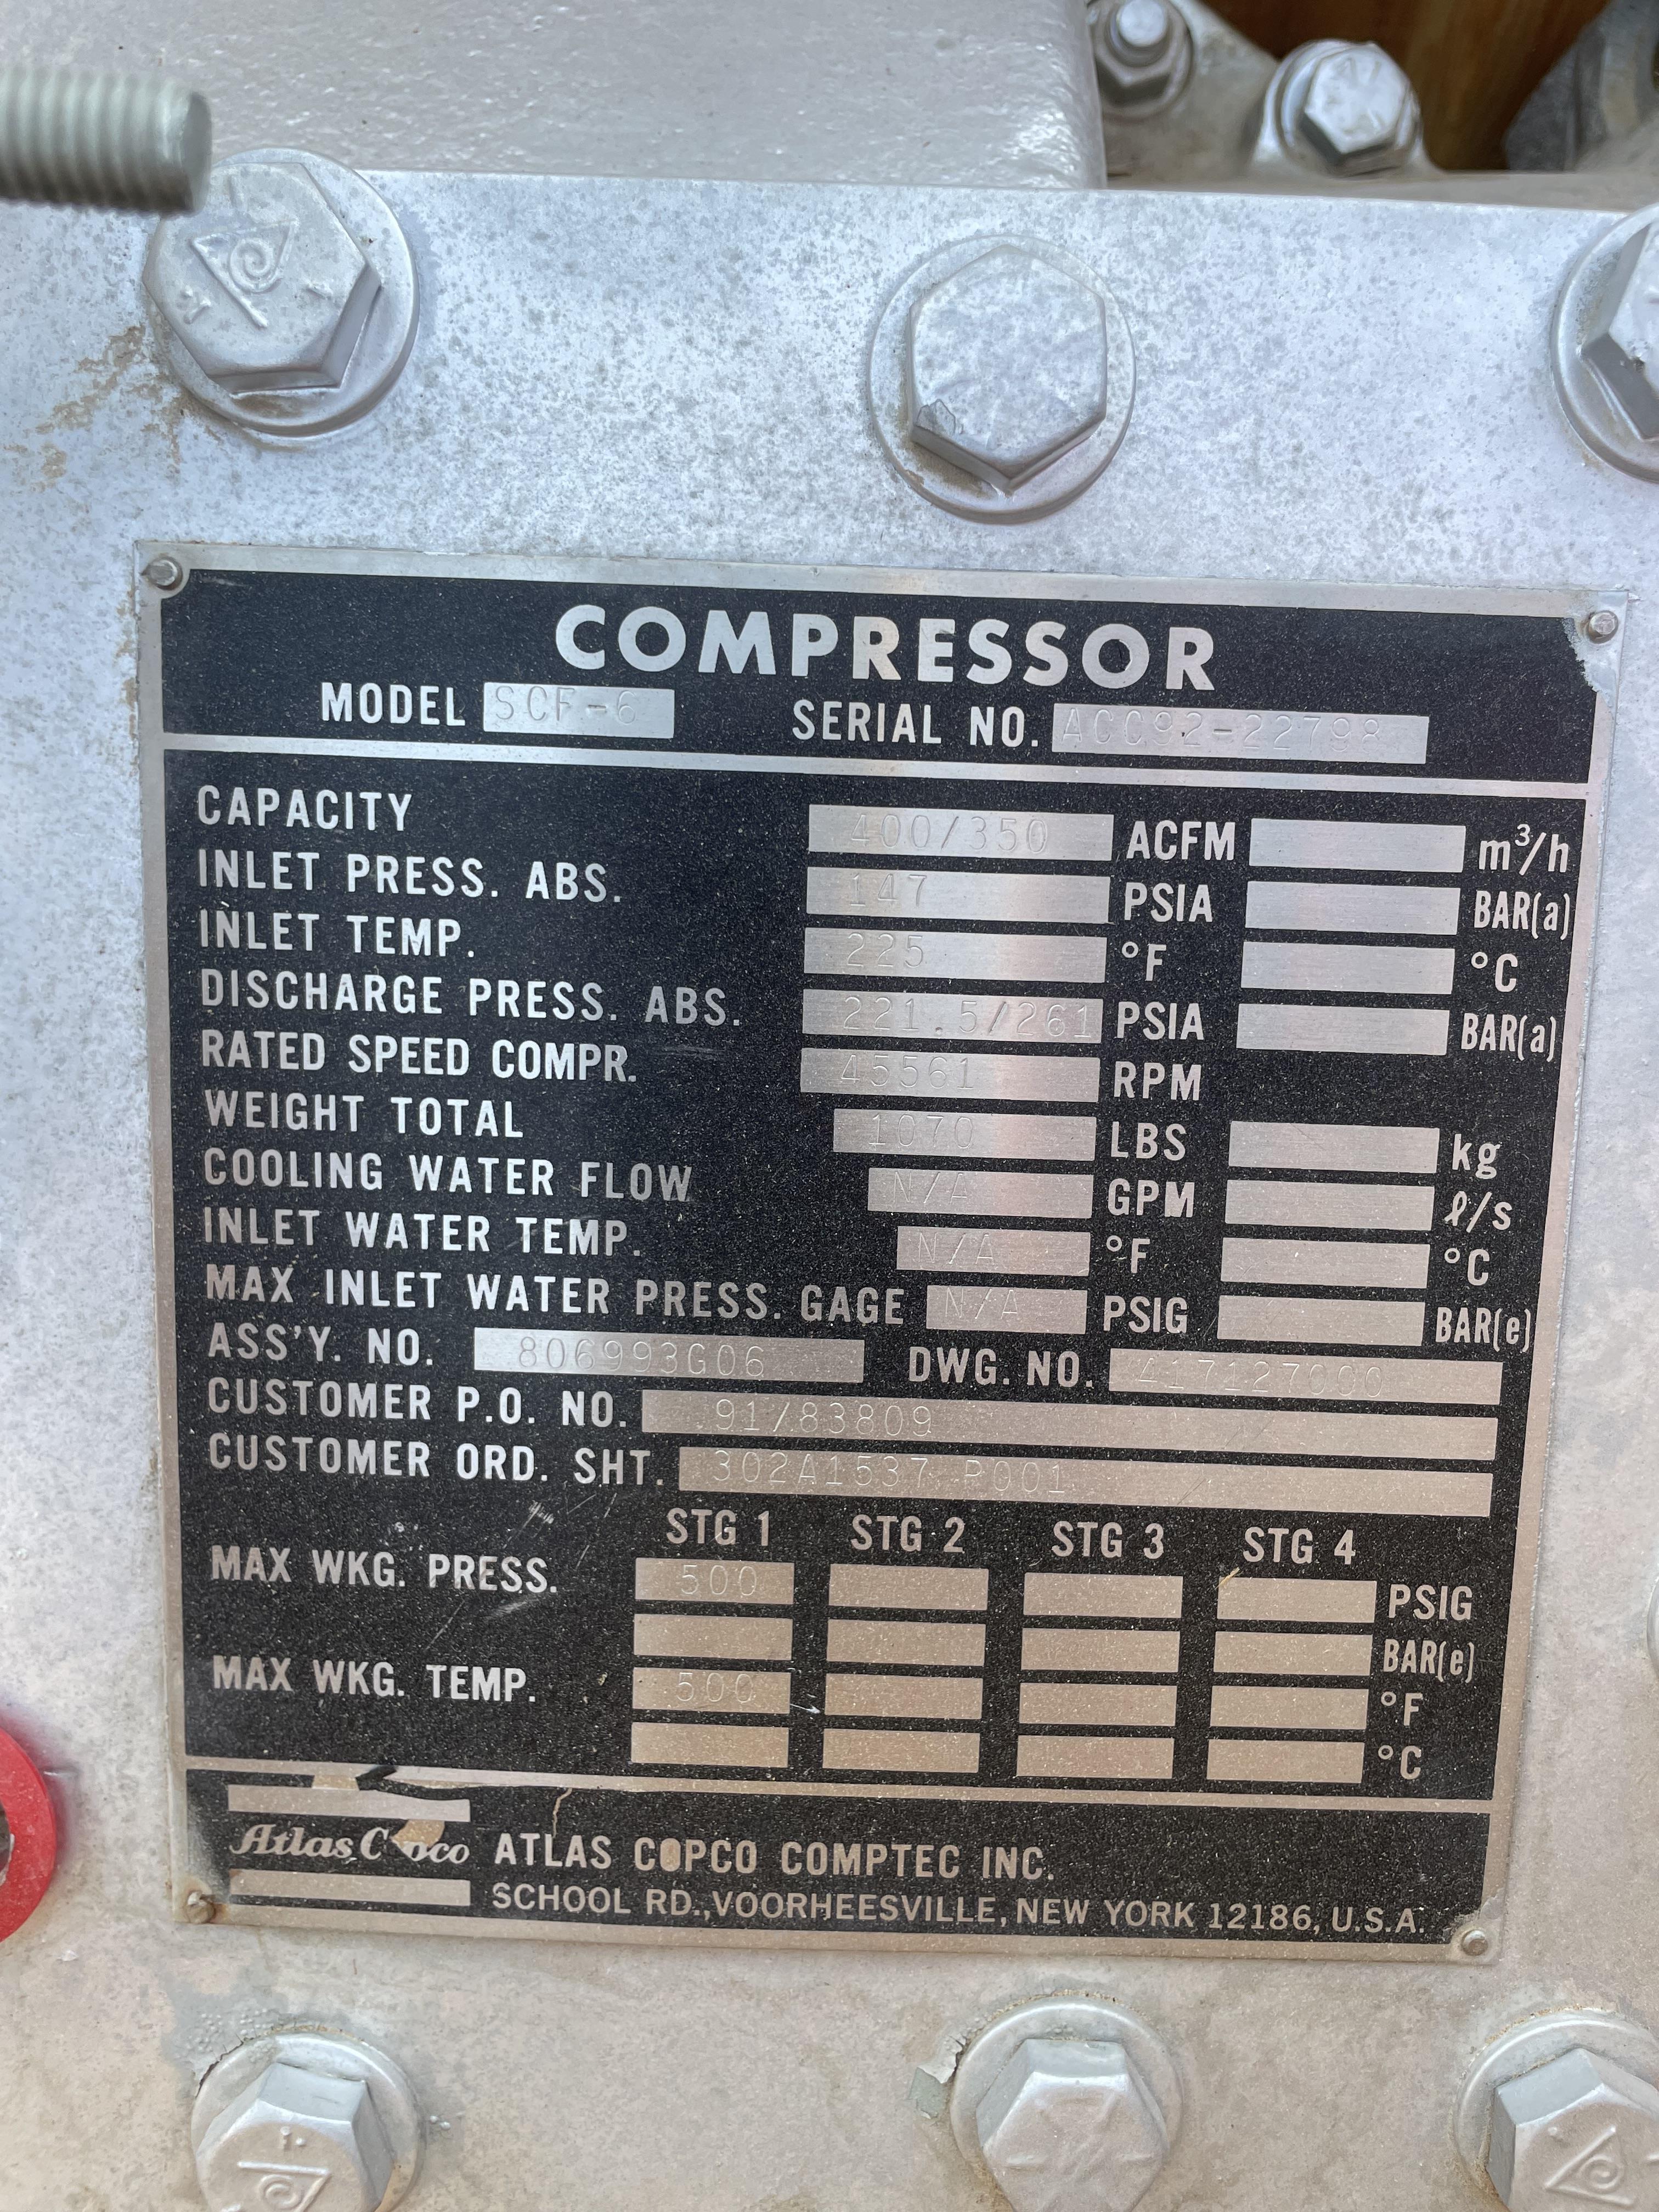 COMPRESSOR
MODEL SCF-6 SERIAL NO. ACC92-22798
CAPACITY 400/350 ACFM m³/h
INLET PRESS. ABS. 147 PSIA BAR(a)
INLET TEMP. 225 °F °C
DISCHARGE PRESS. ABS. 221.5/261 PSIA BAR(a)
RATED SPEED COMPR. 45561 RPM
WEIGHT TOTAL 1070 LBS kg
COOLING WATER FLOW N/A GPM ℓ/s
INLET WATER TEMP. N/A °F °C
MAX INLET WATER PRESS. GAGE N/A PSIG BAR(e)
ASS'Y. NO. 806993G06 DWG. NO. 417127C90
CUSTOMER P.O. NO. 91/83809
CUSTOMER ORD. SHT. 302A1537 P001
STG 1 STG 2 STG 3 STG 4
MAX WKG. PRESS. 500 PSIG
BAR(e)
MAX WKG. TEMP. 500 °F
°C
Atlas Copco ATLAS COPCO COMPTEC INC.
SCHOOL RD., VOORHEESVILLE, NEW YORK 12186, U.S.A.